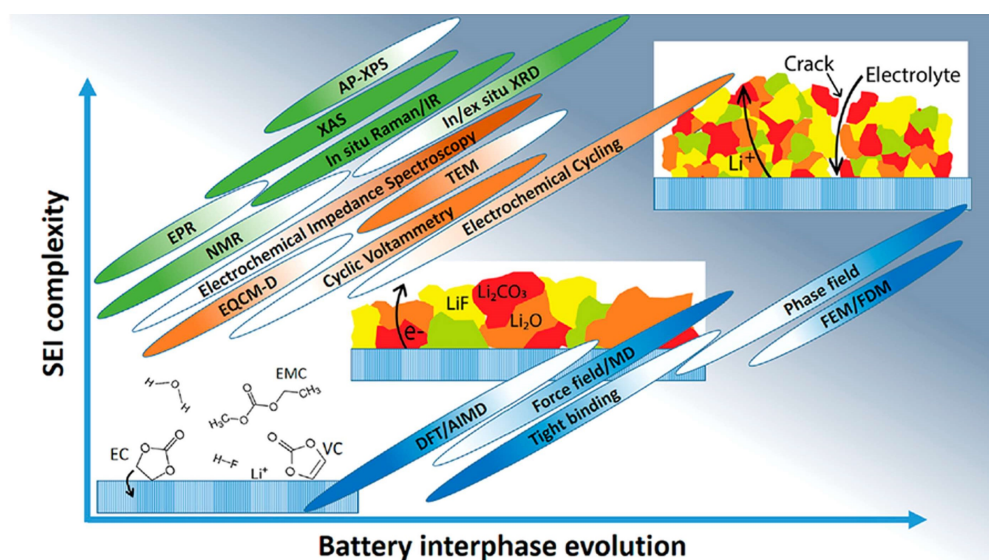 AP-XPS
XAS
In situ Raman/IR
In/ex situ XRD
EPR
NMR
Electrochemical Impedance Spectroscopy
TEM
EQCM-D
Cyclic Voltammetry
Electrochemical Cycling
Crack
Electrolyte
Li⁺
Phase field
FEM/FDM
LiF
Li₂CO₃
Li₂O
e-
DFT/AIMD
Force field/MD
Tight binding
H
O
H
EMC
O
O
O
CH₃
H₃C
EC
O
O
O
H-F
Li⁺
O
O
O
VC
SEI complexity
Battery interphase evolution